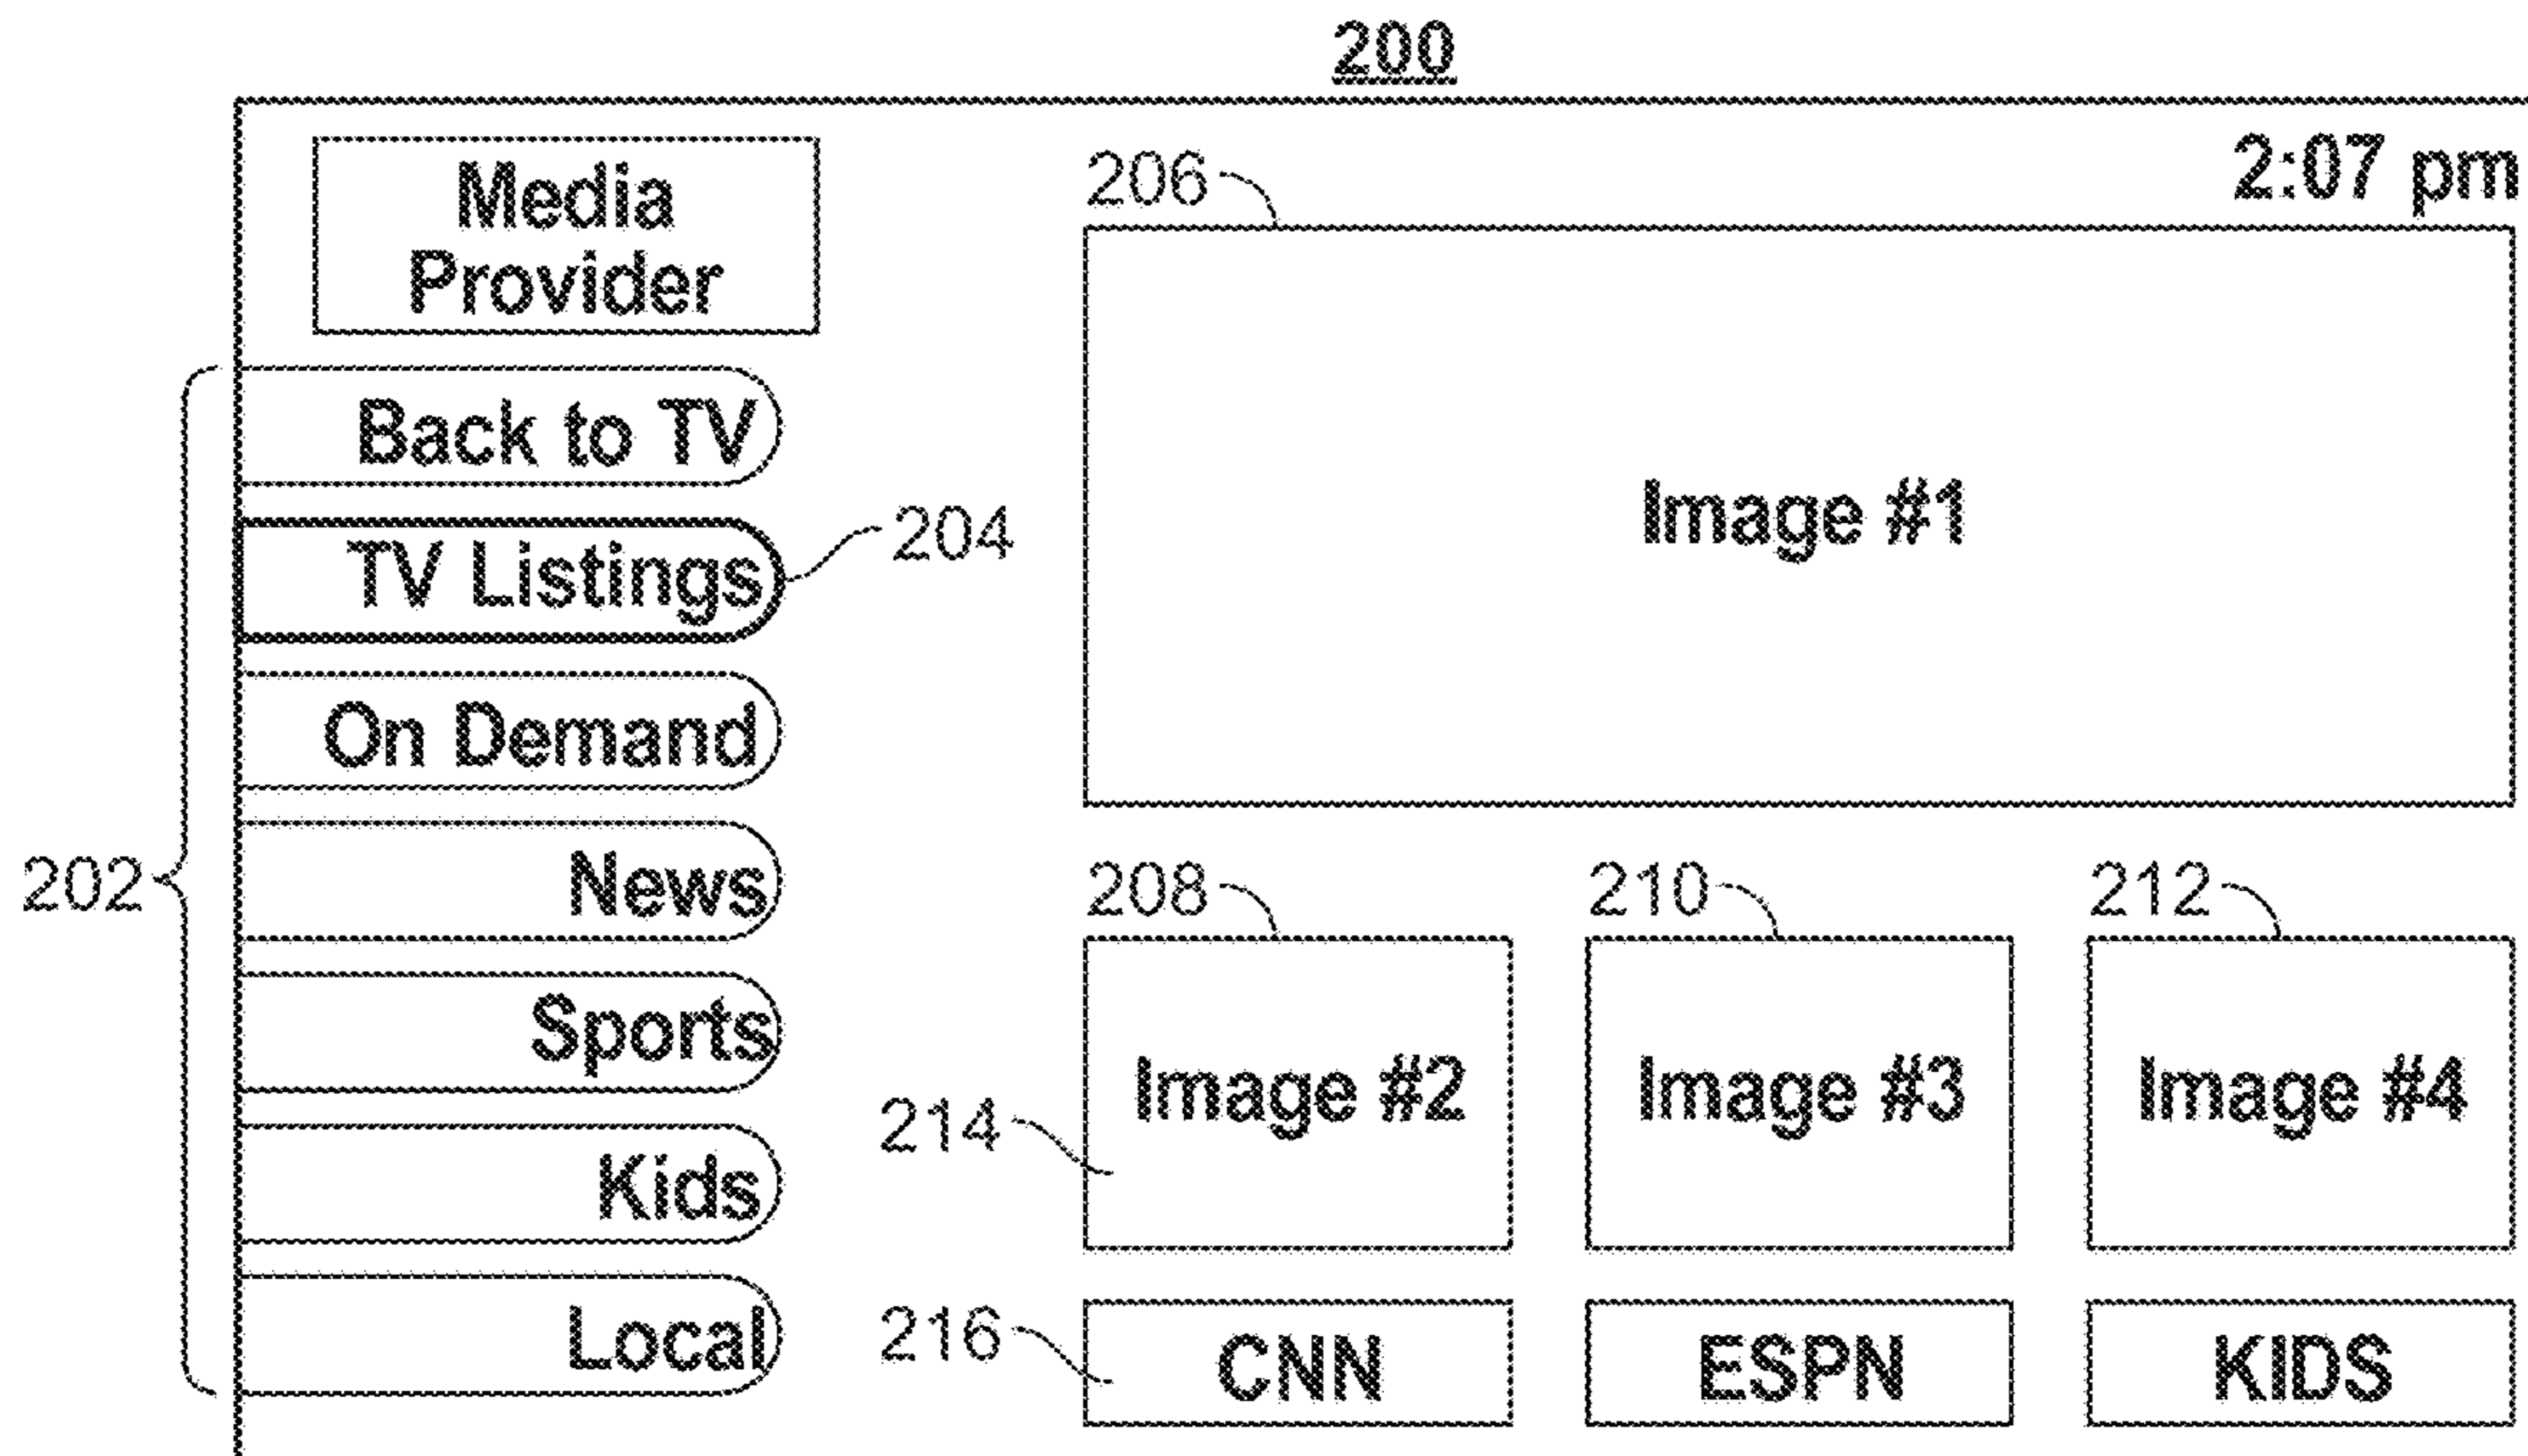 200
2:07 pm
Media
Provider
206
Back to TV
TV Listings
204
Image #1
On Demand
News
202
208
210
212
Sports
Image #2
Image #3
Image #4
214
Kids
Local
216
CNN
ESPN
KIDS